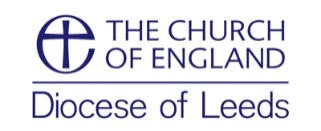 THE CHURCH
OF ENGLAND
Diocese of Leeds